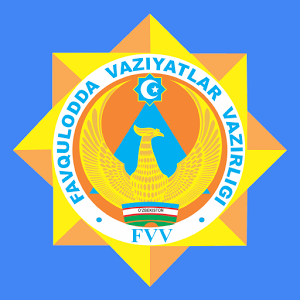 FAVQULODDA VAZIYATLAR VAZIRLIGI
O'ZBEKISTON
FVV